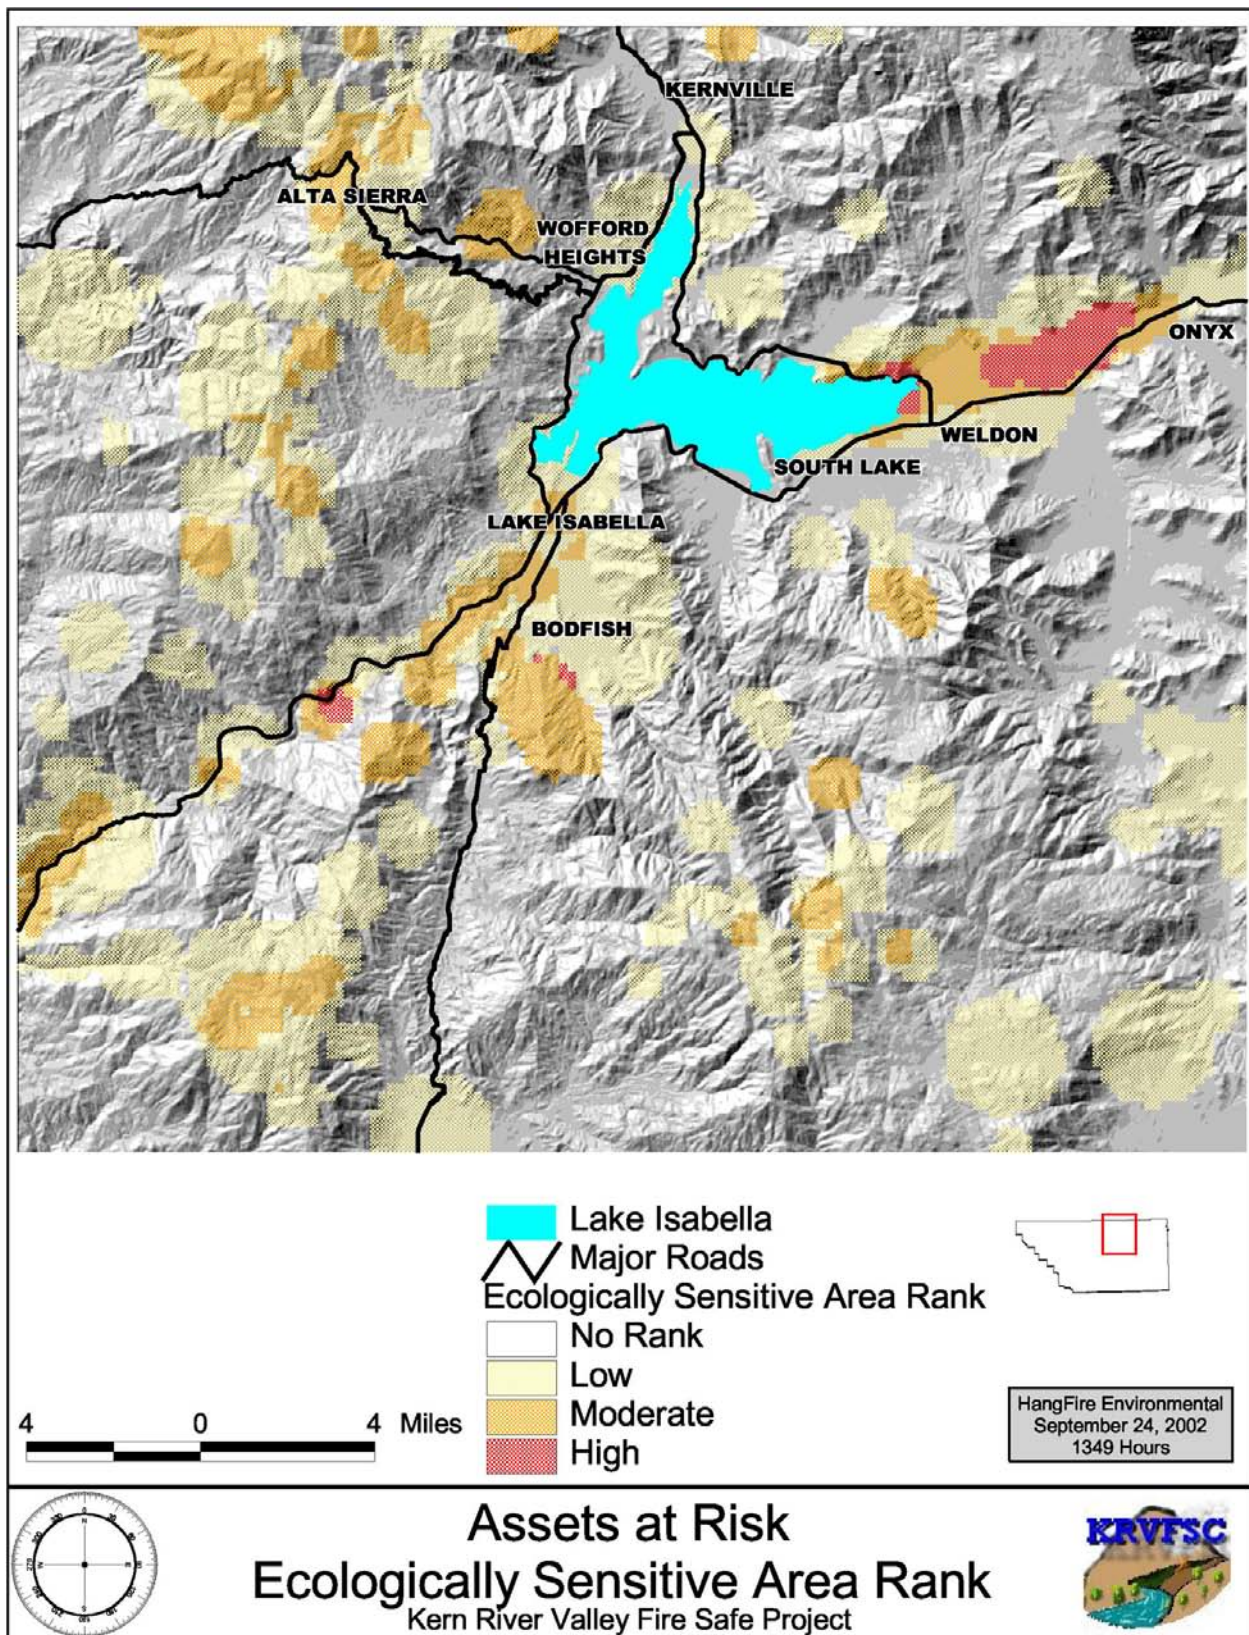 KERNVILLE
ALTA SIERRA
WOFFORD
HEIGHTS
ONYX
WELDON
SOUTH LAKE
LAKE ISABELLA
BODFISH
Lake Isabella
Major Roads
Ecologically Sensitive Area Rank
No Rank
Low
Moderate
High
4 0 4 Miles
HangFire Environmental
September 24, 2002
1349 Hours
Assets at Risk
Ecologically Sensitive Area Rank
Kern River Valley Fire Safe Project
KRVFSC